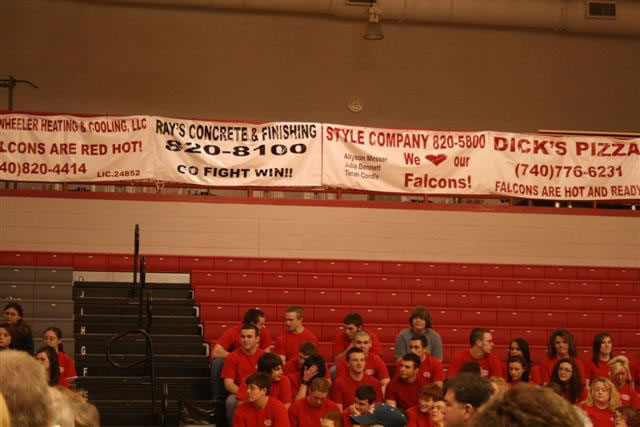 WHEELER HEATING & COOLING, LLC
FALCONS ARE RED HOT!
40)820-4414 LIC.24852
RAY'S CONCRETE & FINISHING
820-8100
GO FIGHT WIN!!
STYLE COMPANY 820-5800
Allyson Messer
Julia Bennett
Terah Cordle
We ❤ our
Falcons!
DICK'S PIZZA
(740)776-6231
FALCONS ARE HOT AND READY
J
I
H
G
F
E